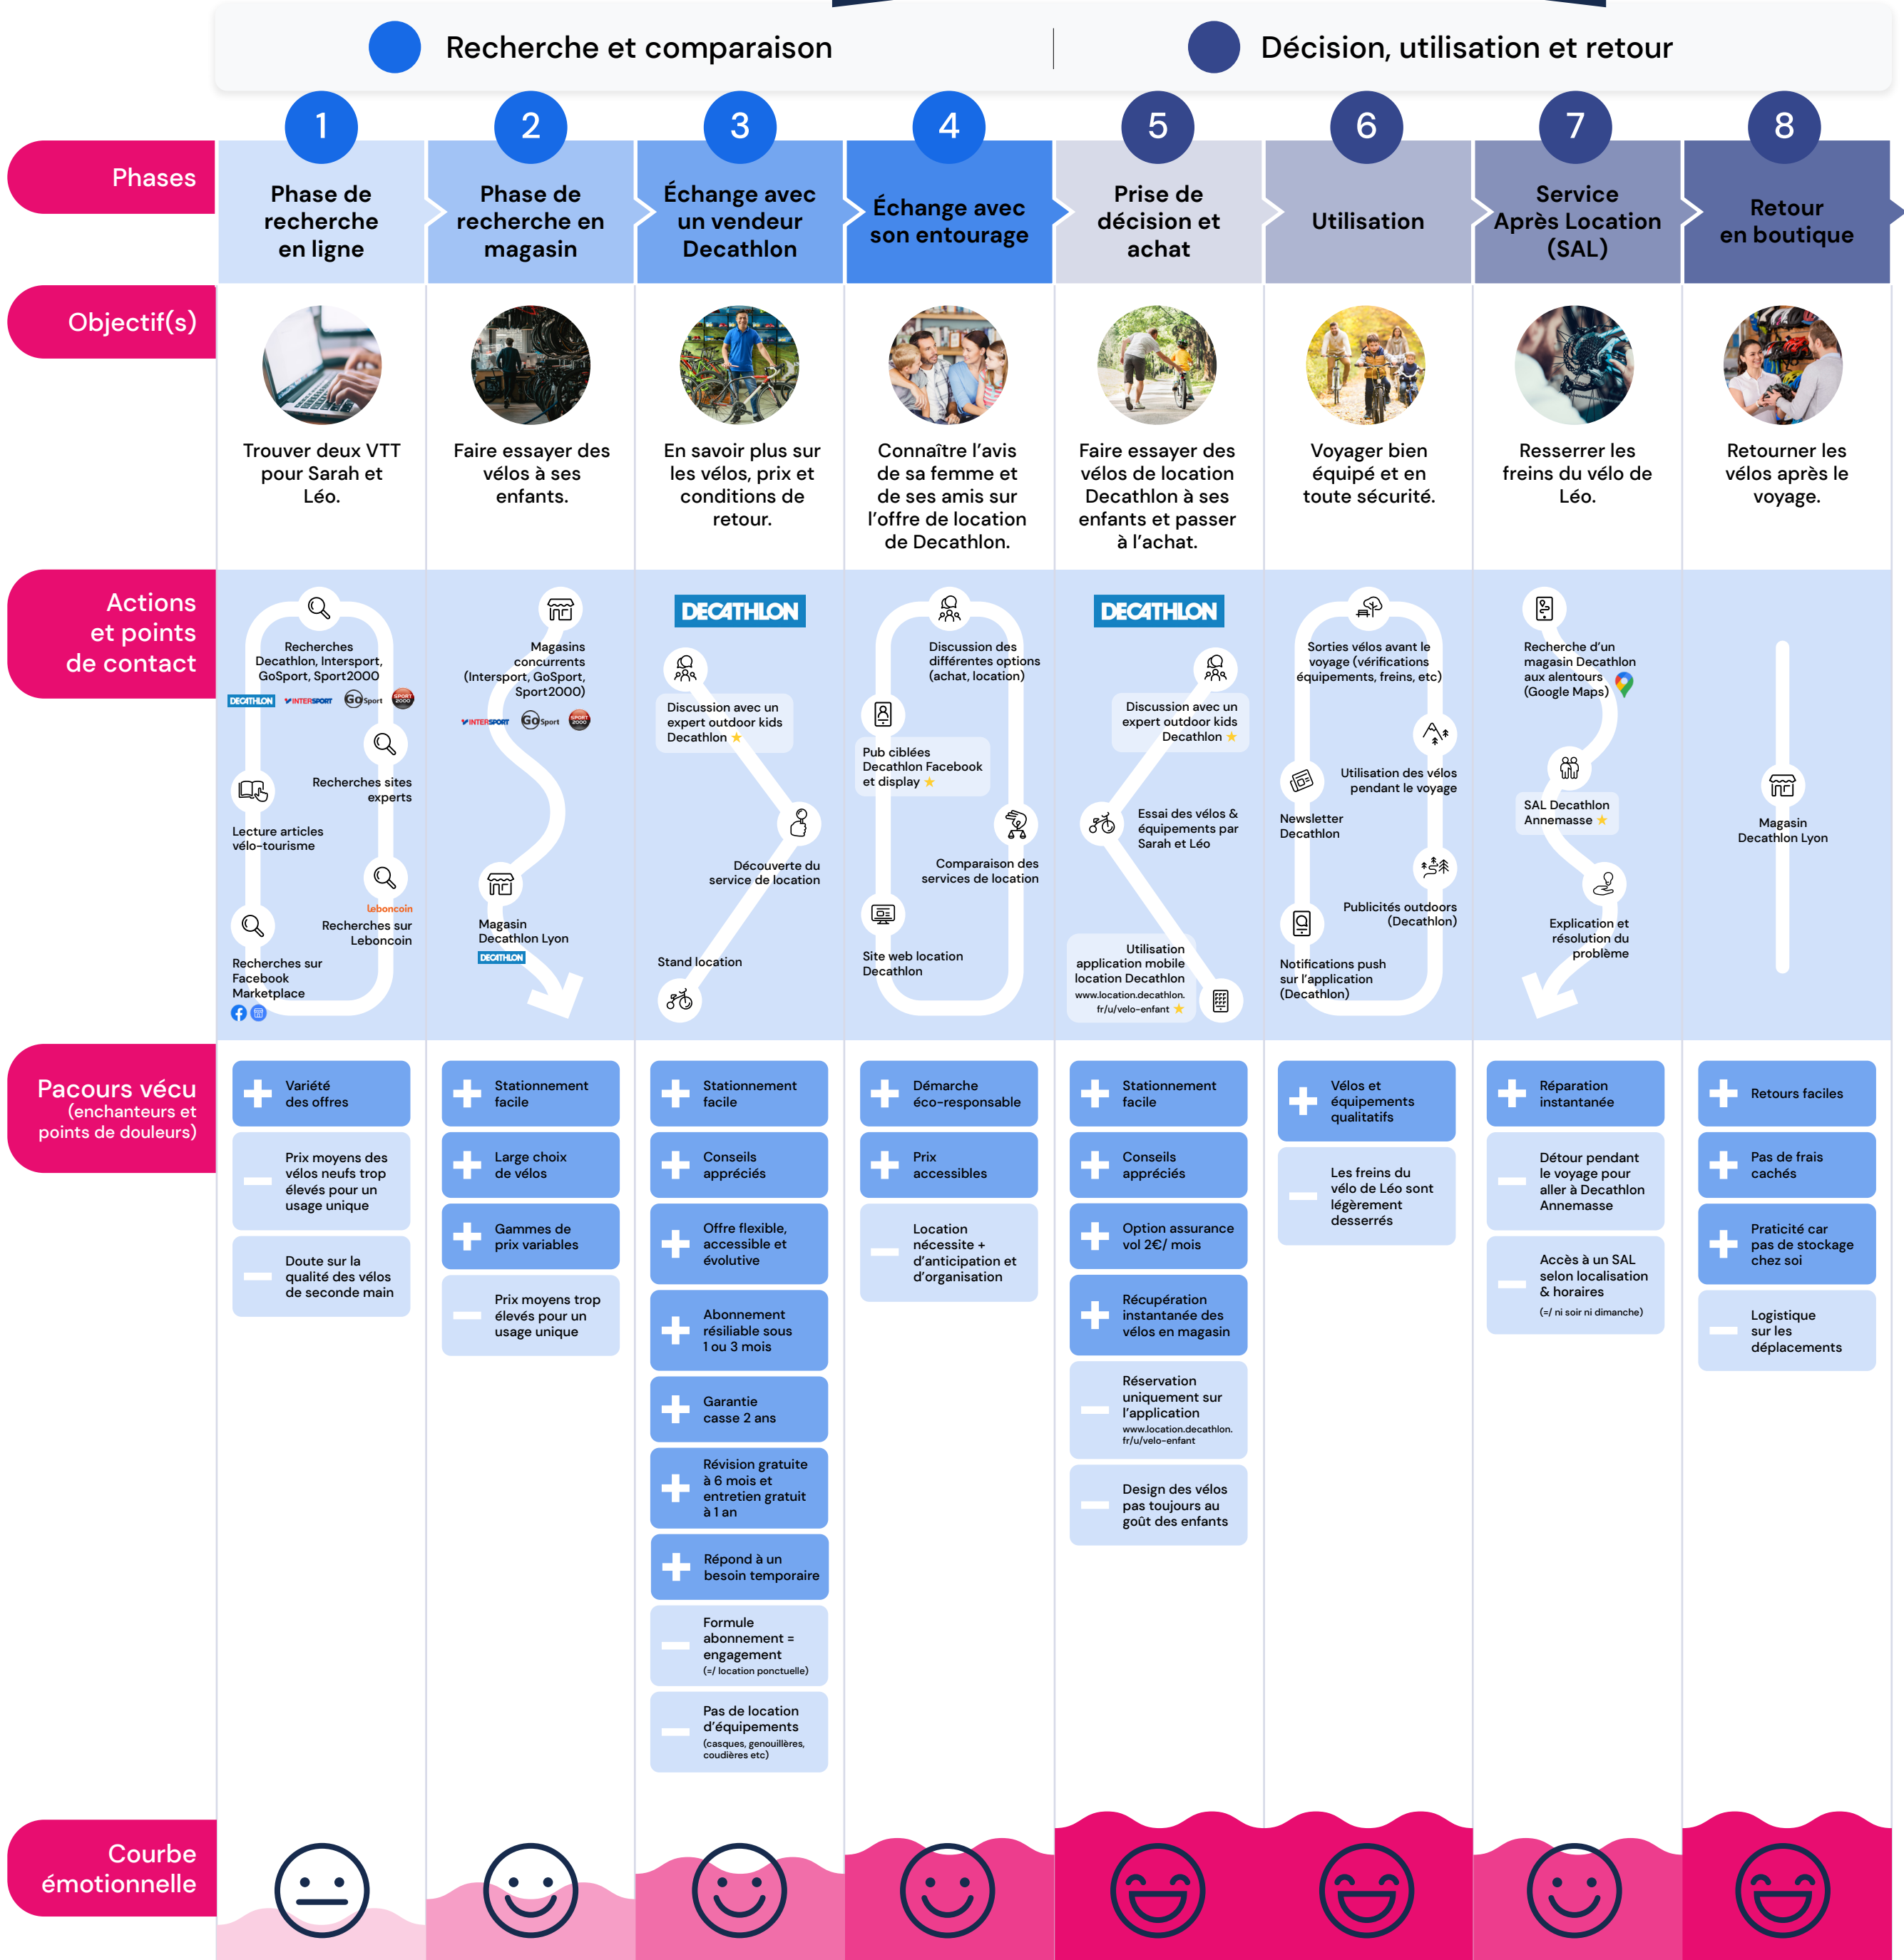 Recherche et comparaison
Décision, utilisation et retour
1
2
3
4
5
6
7
8
Phases
Phase de
recherche
en ligne
Phase de
recherche en
magasin
Échange avec
un vendeur
Decathlon
Échange avec
son entourage
Prise de
décision et
achat
Utilisation
Service
Après Location
(SAL)
Retour
en boutique
Objectif(s)
Trouver deux VTT
pour Sarah et
Léo.
Faire essayer des
vélos à ses
enfants.
En savoir plus sur
les vélos, prix et
conditions de
retour.
Connaître l'avis
de sa femme et
de ses amis sur
l'offre de location
de Decathlon.
Faire essayer des
vélos de location
Decathlon à ses
enfants et passer
à l'achat.
Voyager bien
équipé et en
toute sécurité.
Resserrer les
freins du vélo de
Léo.
Retourner les
vélos après le
voyage.
Actions
et points
de contact
Recherches
Decathlon, Intersport,
GoSport, Sport2000
DECATHLON
INTERSPORT
GO Sport
SPORT
2000
Recherches sites
experts
Lecture articles
vélo-tourisme
leboncoin
Recherches sur
Leboncoin
Recherches sur
Facebook
Marketplace
Magasins
concurrents
(Intersport, GoSport,
Sport2000)
INTERSPORT
GO Sport
SPORT
2000
Magasin
Decathlon Lyon
DECATHLON
DECATHLON
Discussion avec un
expert outdoor kids
Decathlon
Découverte du
service de location
Stand location
Discussion des
différentes options
(achat, location)
Pub ciblées
Decathlon Facebook
et display
Comparaison des
services de location
Site web location
Decathlon
DECATHLON
Discussion avec un
expert outdoor kids
Decathlon
Essai des vélos &
équipements par
Sarah et Léo
Utilisation
application mobile
location Decathlon
www.location.decathlon.
fr/u/velo-enfant
Sorties vélos avant le
voyage (vérifications
équipements, freins, etc)
Utilisation des vélos
pendant le voyage
Newsletter
Decathlon
Publicités outdoors
(Decathlon)
Notifications push
sur l'application
(Decathlon)
Recherche d'un
magasin Decathlon
aux alentours
(Google Maps)
SAL Decathlon
Annemasse
Explication et
résolution du
problème
Magasin
Decathlon Lyon
Pacours vécu
(enchanteurs et
points de douleurs)
Variété
des offres
Prix moyens des
vélos neufs trop
élevés pour un
usage unique
Doute sur la
qualité des vélos
de seconde main
Stationnement
facile
Large choix
de vélos
Gammes de
prix variables
Prix moyens trop
élevés pour un
usage unique
Stationnement
facile
Conseils
appréciés
Offre flexible,
accessible et
évolutive
Abonnement
résiliable sous
1 ou 3 mois
Garantie
casse 2 ans
Révision gratuite
à 6 mois et
entretien gratuit
à 1 an
Répond à un
besoin temporaire
Formule
abonnement =
engagement
(=/ location ponctuelle)
Pas de location
d'équipements
(casques, genouillères,
coudières etc)
Démarche
éco-responsable
Prix
accessibles
Location
nécessite +
d'anticipation et
d'organisation
Stationnement
facile
Conseils
appréciés
Option assurance
vol 2€/ mois
Récupération
instantanée des
vélos en magasin
Réservation
uniquement sur
l'application
www.location.decathlon.
fr/u/velo-enfant
Design des vélos
pas toujours au
goût des enfants
Vélos et
équipements
qualitatifs
Les freins du
vélo de Léo sont
légèrement
desserrés
Réparation
instantanée
Détour pendant
le voyage pour
aller à Decathlon
Annemasse
Accès à un SAL
selon localisation
& horaires
(=/ ni soir ni dimanche)
Retours faciles
Pas de frais
cachés
Praticité car
pas de stockage
chez soi
Logistique
sur les
déplacements
Courbe
émotionnelle